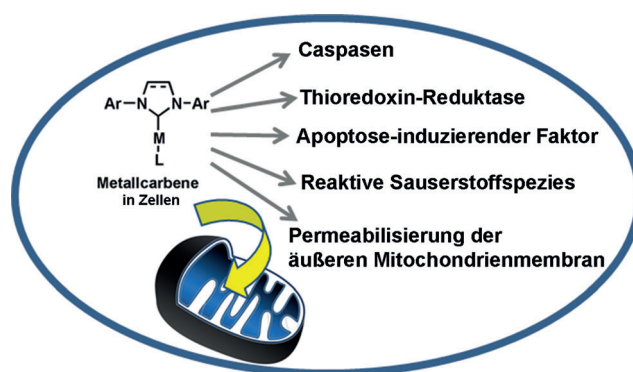 Caspasen
Ar N N Ar
M
L
Metallcarbene
in Zellen
Thioredoxin-Reduktase
Apoptose-induzierender Faktor
Reaktive Sauserstoffspezies
Permeabilisierung der
äußeren Mitochondrienmembran